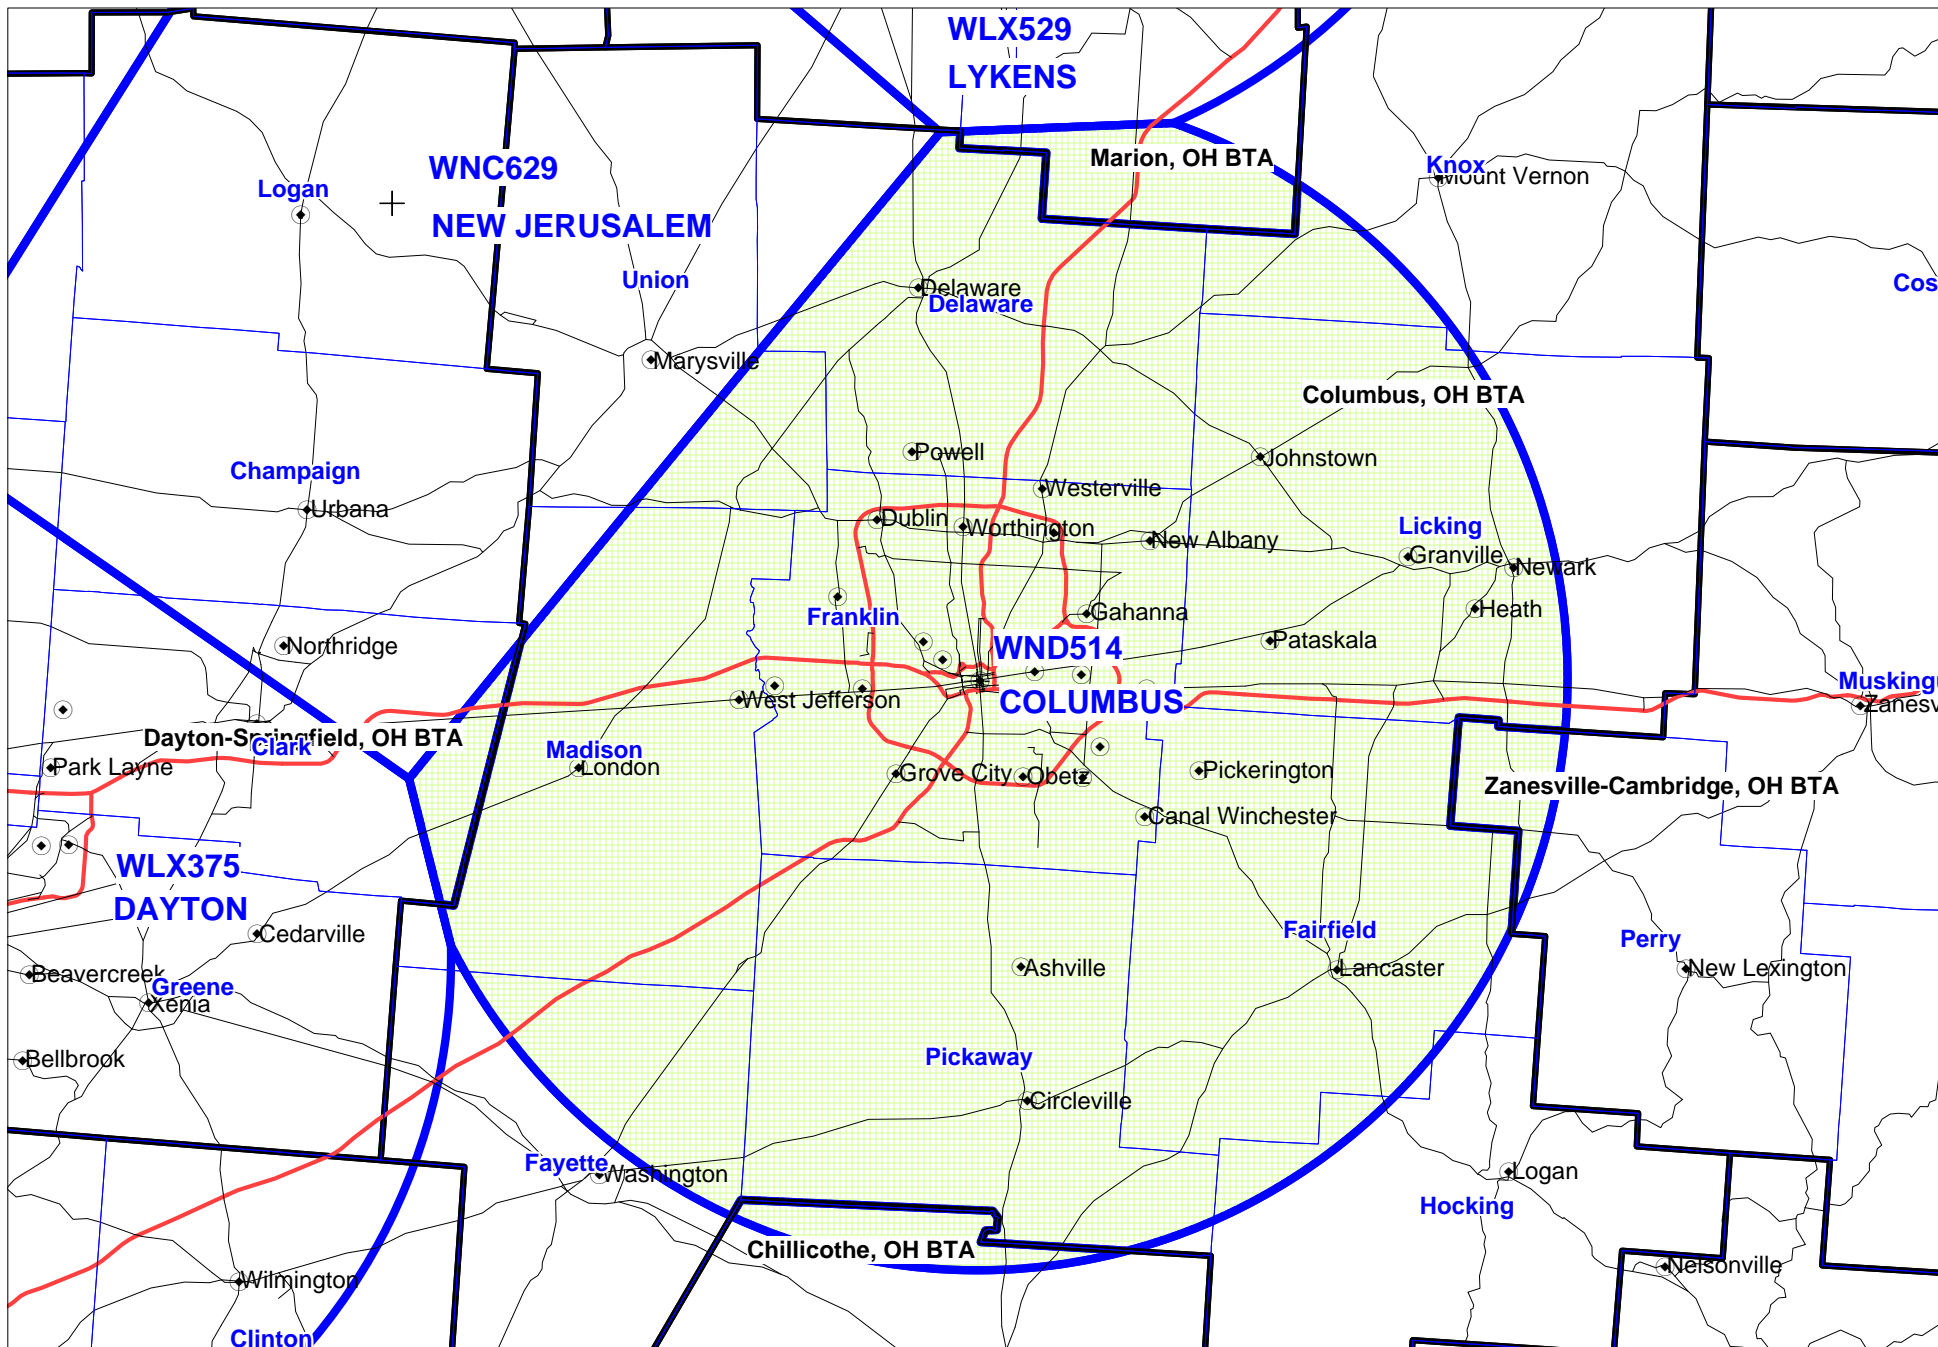 WLX529
LYKENS
Marion, OH BTA
WNC629
NEW JERUSALEM
Logan
Knox
Mount Vernon
Union
Delaware
Delaware
Cos
Marysville
Columbus, OH BTA
Powell
Johnstown
Champaign
Urbana
Westerville
Dublin
Worthington
New Albany
Licking
Granville
Newark
Heath
Gahanna
Franklin
Northridge
WND514
COLUMBUS
Pataskala
West Jefferson
Muskingu
Zanesv
Dayton-Springfield, OH BTA
Clark
Park Layne
Madison
London
Grove City
Obetz
Pickerington
Zanesville-Cambridge, OH BTA
Canal Winchester
WLX375
DAYTON
Cedarville
Fairfield
Lancaster
Perry
New Lexington
Beavercreek
Greene
Xenia
Ashville
Bellbrook
Pickaway
Circleville
Fayette
Washington
Logan
Hocking
Chillicothe, OH BTA
Nelsonville
Wilmington
Clinton